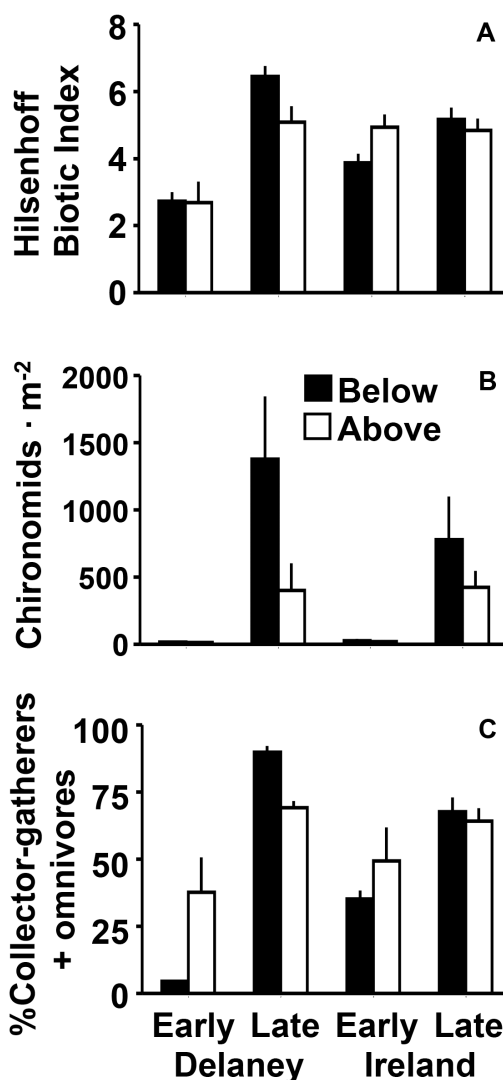 A
Hilsenhoff
Biotic Index
8
6
4
2
0
B
Chironomids · m-2
2000
1500
1000
500
0
Below
Above
C
%Collector-gatherers
+ omnivores
100
75
50
25
0
Early Late Early Late
Delaney Ireland